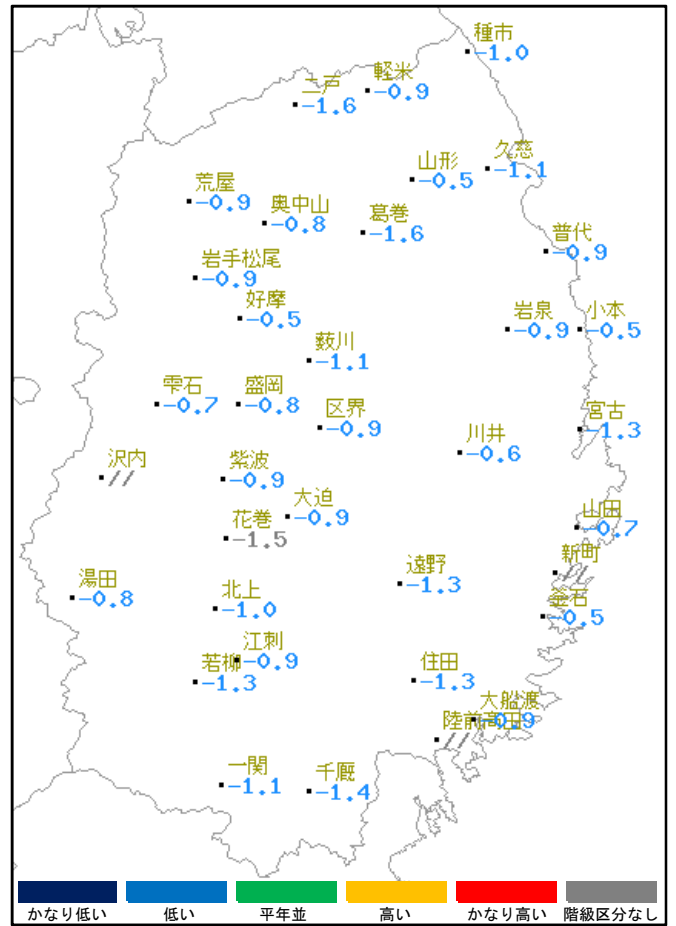 種市
-1.0
軽米
-0.9
二戸
-1.6
久慈
-1.1
山形
-0.5
荒屋
-0.9
奥中山
-0.8
葛巻
-1.6
普代
-0.9
岩手松尾
-0.9
好摩
-0.5
岩泉
-0.9
小本
-0.5
薮川
-1.1
雫石
-0.7
盛岡
-0.8
区界
-0.9
宮古
-1.3
川井
-0.6
沢内
//
紫波
-0.9
大迫
-0.9
山田
-0.7
花巻
-1.5
新町
//
遠野
-1.3
湯田
-0.8
釜石
-0.5
北上
-1.0
江刺
-0.9
若柳
-1.3
住田
-1.3
大船渡
-0.9
陸前高田
//
一関
-1.1
千厩
-1.4
かなり低い 低い 平年並 高い かなり高い 階級区分なし